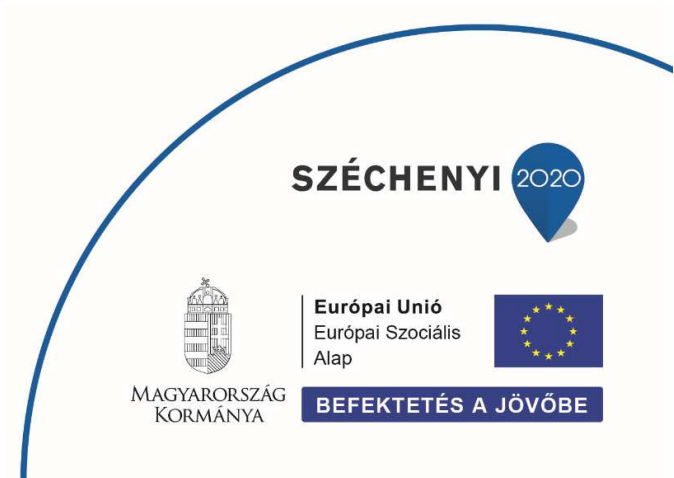 SZÉCHENYI 2020
MAGYARORSZÁG
KORMÁNYA
Európai Unió
Európai Szociális
Alap
BEFEKTETÉS A JÖVŐBE